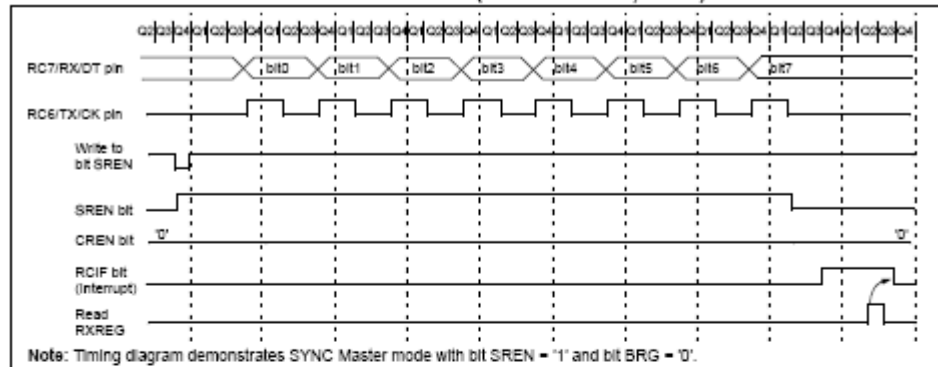 Q2Q3Q4Q1Q2Q3Q4Q1Q2Q3Q4Q1Q2Q3Q4Q1Q2Q3Q4Q1Q2Q3Q4Q1Q2Q3Q4Q1Q2Q3Q4Q1Q2Q3Q4Q1Q2Q3Q4Q1Q2Q3Q4
RC7/RX/DT pin bit0 bit1 bit2 bit3 bit4 bit5 bit6 bit7
RC6/TX/CK pin
Write to
bit SREN
SREN bit
CREN bit '0' '0'
RCIF bit
(Interrupt)
Read
RXREG
Note: Timing diagram demonstrates SYNC Master mode with bit SREN = '1' and bit BRG = '0'.